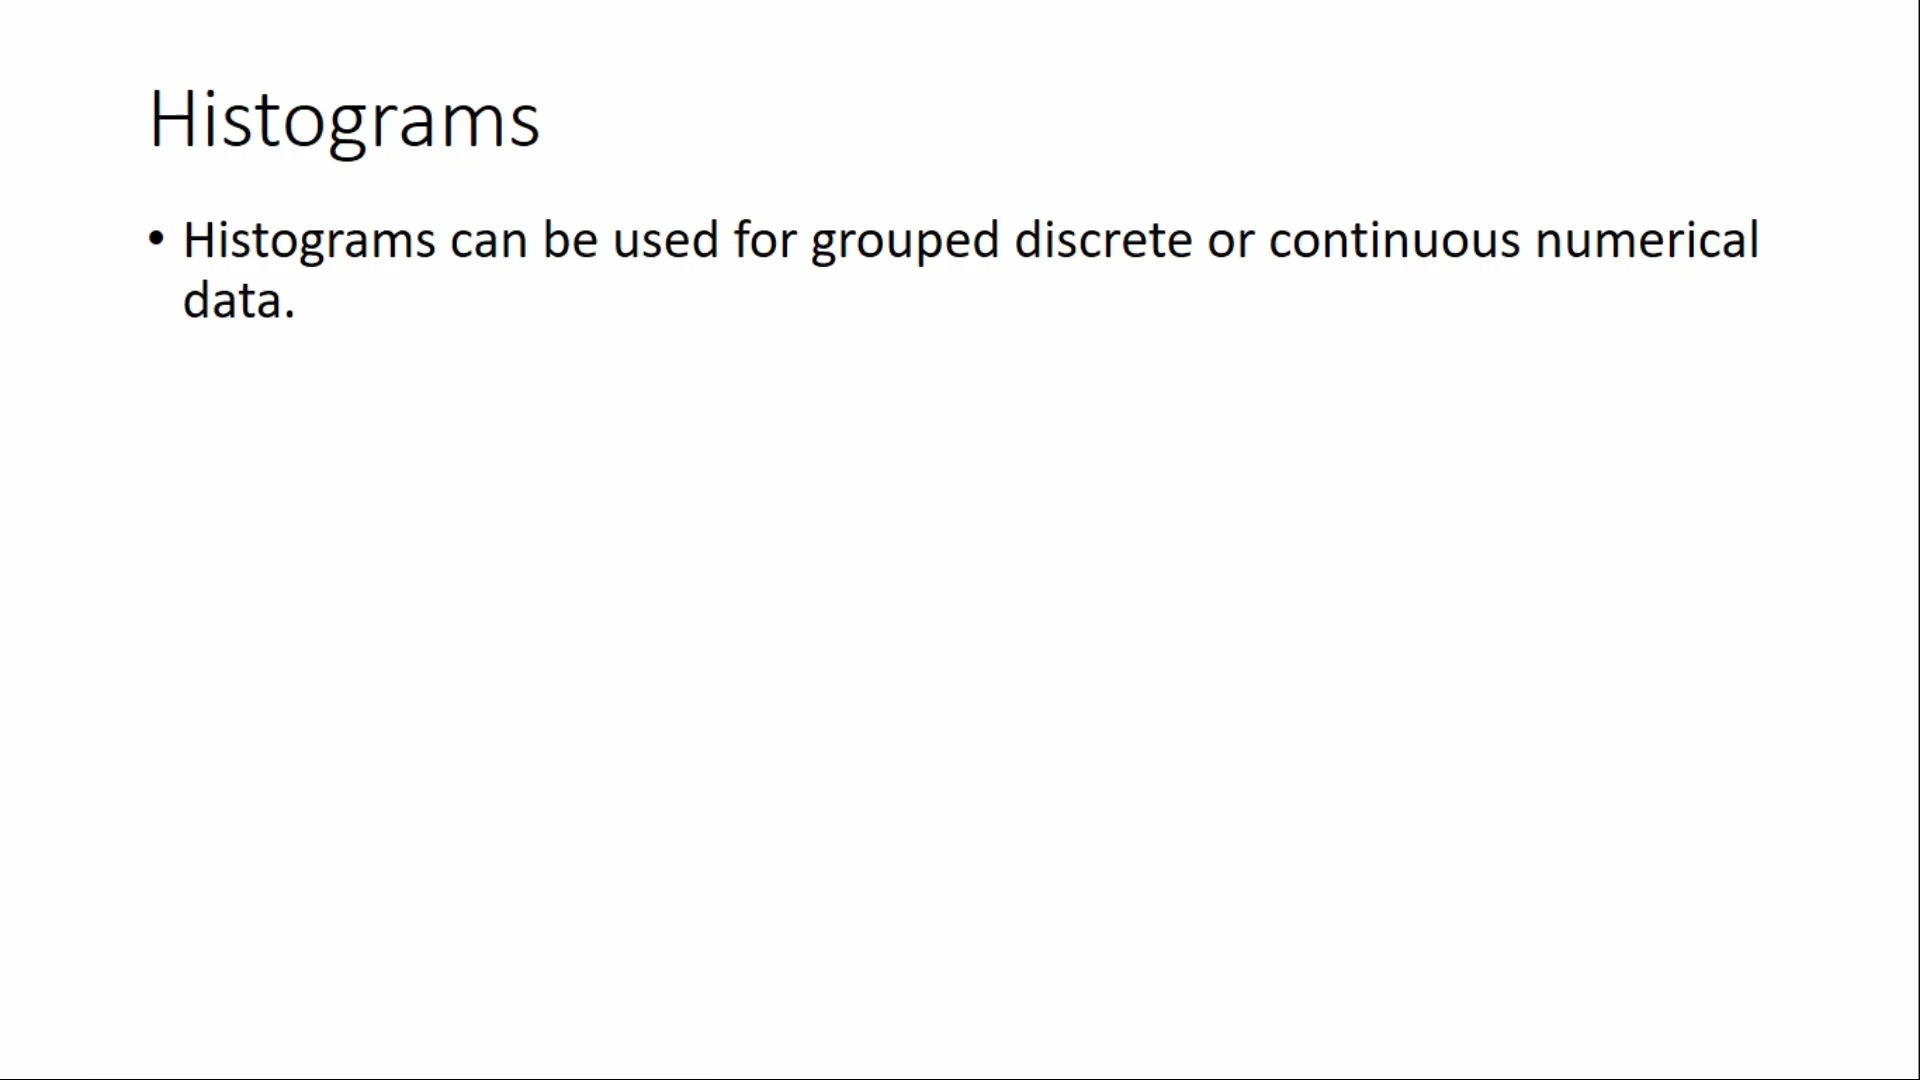 Histograms
• Histograms can be used for grouped discrete or continuous numerical
data.